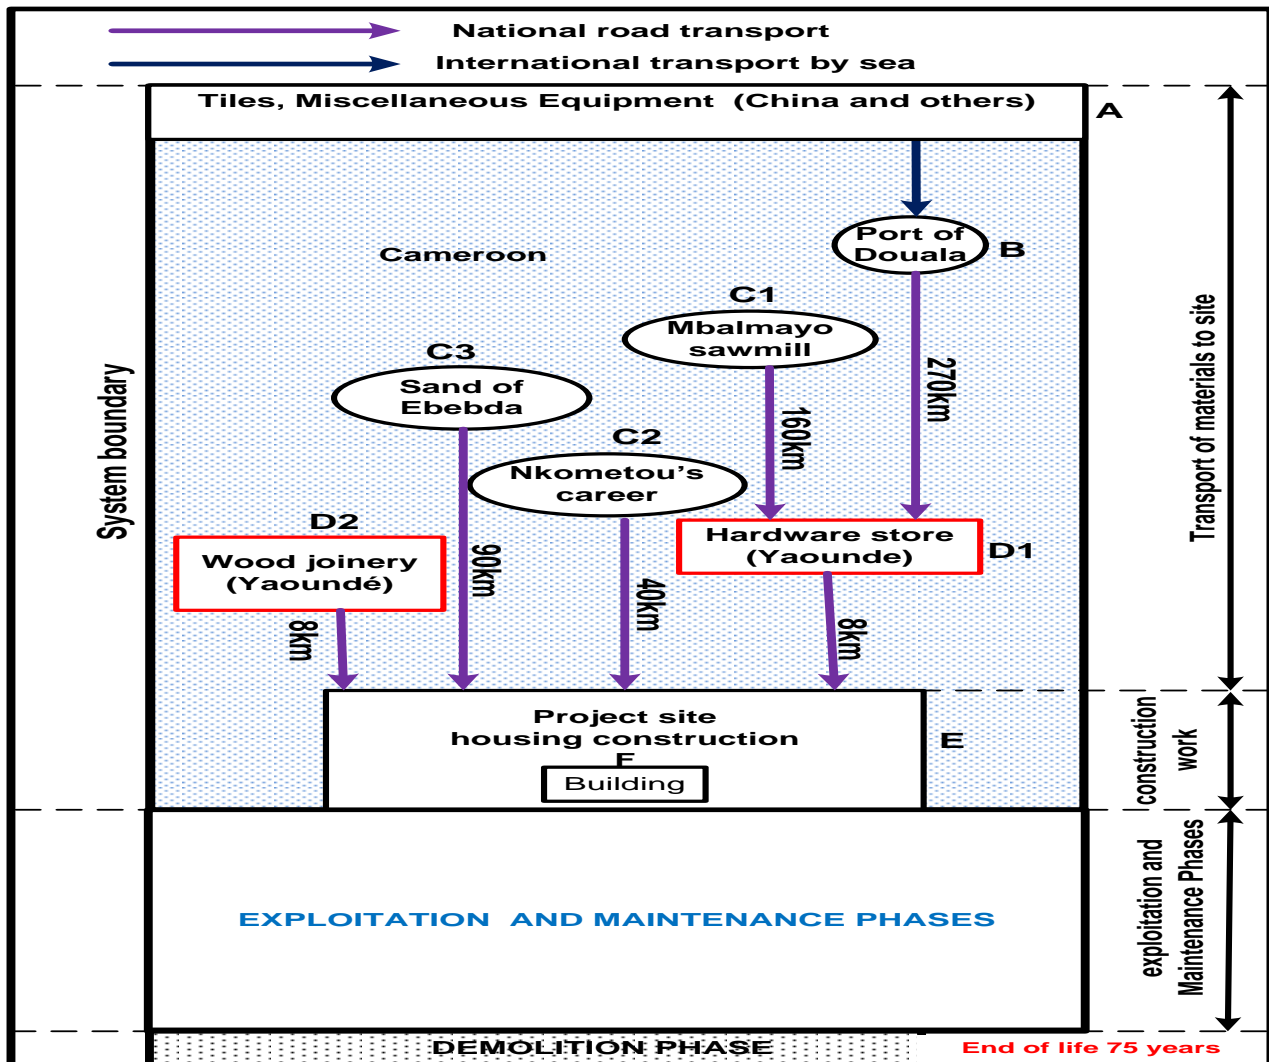 National road transport
International transport by sea
Tiles, Miscellaneous Equipment (China and others)
A
Port of
Douala
B
Cameroon
C1
Mbalmayo
sawmill
C3
Sand of
Ebebda
270km
160km
C2
Nkometou's
career
D2
Wood joinery
(Yaoundé)
Hardware store
(Yaounde)
D1
90km
40km
8km
8km
System boundary
Transport of materials to site
Project site
housing construction
E
F
Building
construction
work
EXPLOITATION AND MAINTENANCE PHASES
exploitation and
Maintenance Phases
DEMOLITION PHASE
End of life 75 years